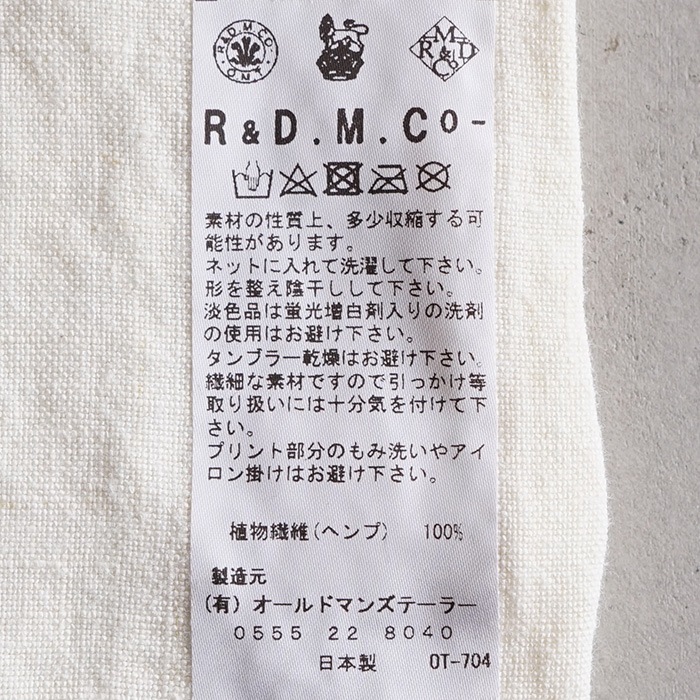 R.&D.M.CO.
O.M.T.
M
R&D
Co
R&D.M.Co-
素材の性質上、多少収縮する可
能性があります。
ネットに入れて洗濯して下さい。
形を整え陰干しして下さい。
淡色品は蛍光増白剤入りの洗剤
の使用はお避け下さい。
タンブラー乾燥はお避け下さい。
繊細な素材ですので引っかけ等
取り扱いには十分気を付けて下
さい。
プリント部分のもみ洗いやアイ
ロン掛けはお避け下さい。
植物繊維(ヘンプ) 100%
製造元
(有)オールドマンズテーラー
0555 22 8040
日本製 OT-704